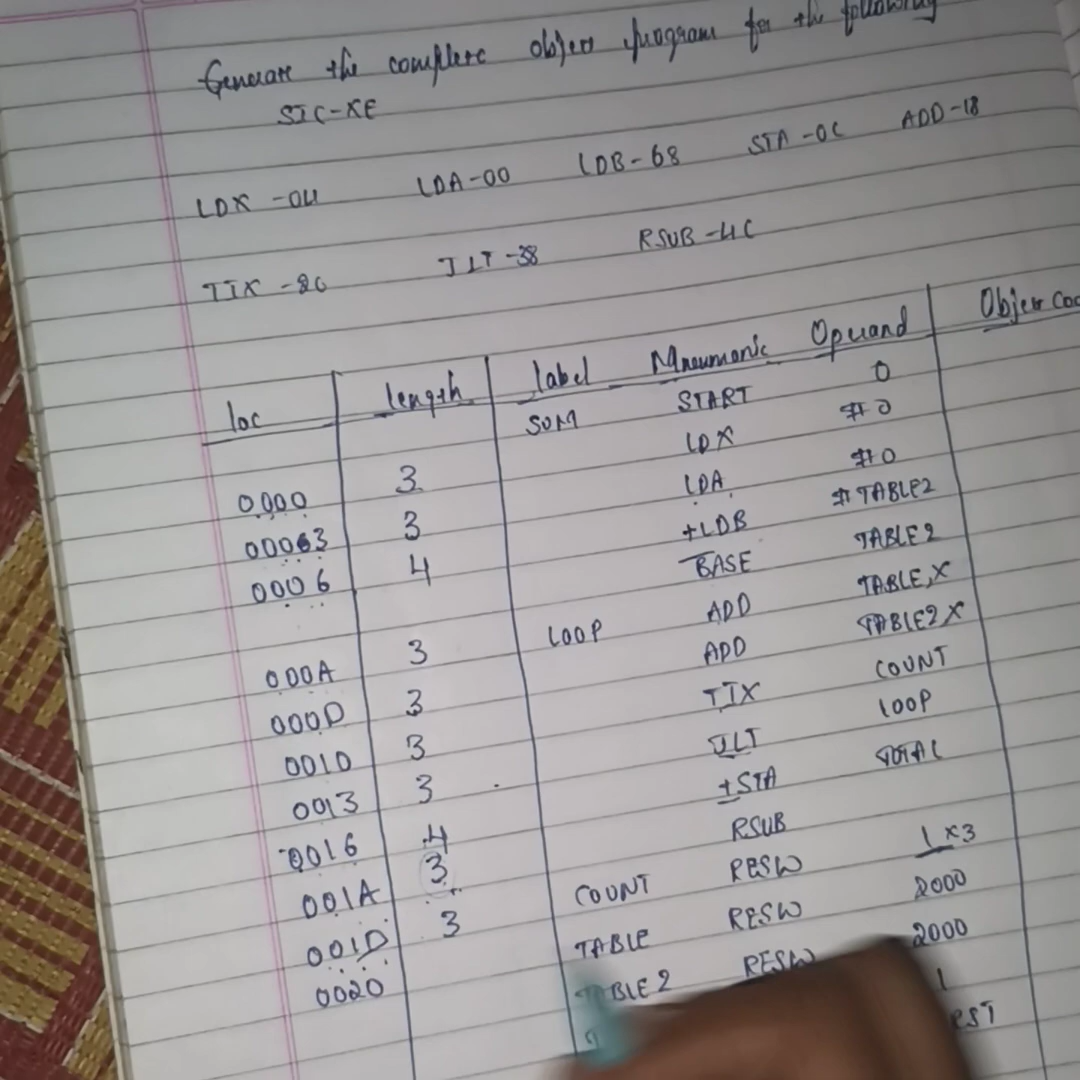 Generate the complete object program for the following
SIC-XE
LDX -04 LDA-00 LDB-68 STA-0C ADD-18
TIX -2C JLT-38 RSUB-4C
loc length label Mneumonic Operand Object Co
SUM START 0
0000 3 LDX #0
00063 3 LDA #0
0006 4 +LDB #TABLE2
BASE TABLE2
000A 3 LOOP ADD TABLE,X
000D 3 ADD TABLE2 X
0010 3 TIX COUNT
0013 3 JLT LOOP
0016 4 +STA TOTAL
001A 3 RSUB
001D 3 COUNT RESW 1 x3
0020 TABLE RESW 2000
TABLE2 RESW 2000
1